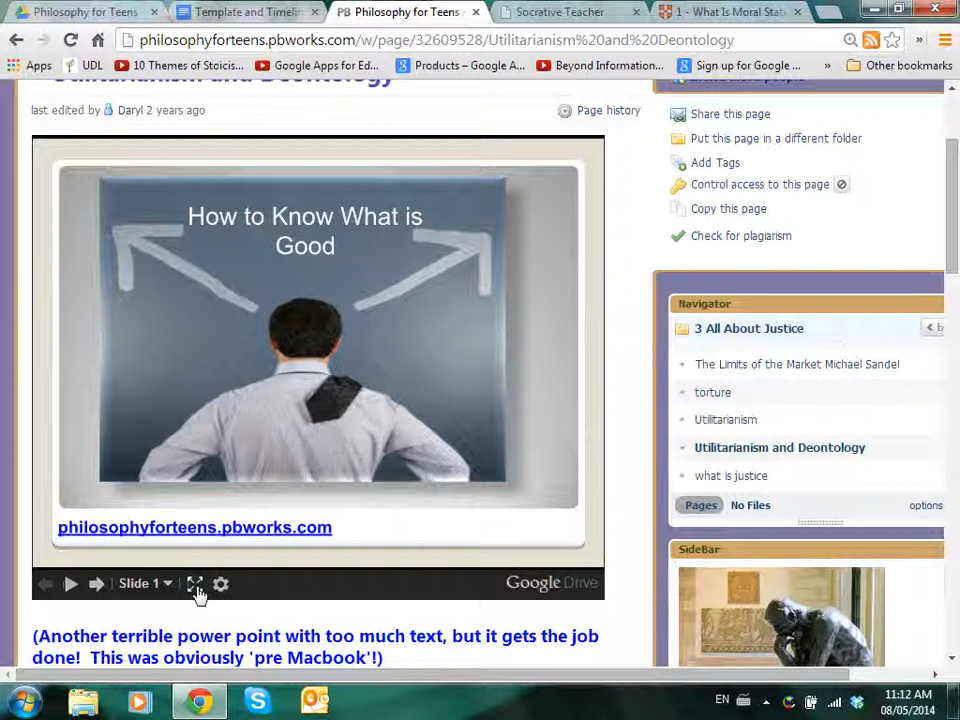 Philosophy for Teens
Template and Timelin
PB Philosophy for Teens
Socrative Teacher
1 - What Is Moral Stat
philosophyforteens.pbworks.com/w/page/32609528/Utilitarianism%20and%20Deontology
Apps
UDL
10 Themes of Stoicis...
Google Apps for Ed...
Products – Google A...
Beyond Information...
Sign up for Google ...
»
Other bookmarks
last edited by Daryl 2 years ago
Page history
Share this page
Put this page in a different folder
Add Tags
Control access to this page
Copy this page
Check for plagiarism
How to Know What is
Good
philosophyforteens.pbworks.com
Slide 1
Google Drive
(Another terrible power point with too much text, but it gets the job
done! This was obviously 'pre Macbook'!)
Navigator
3 All About Justice
b
The Limits of the Market Michael Sandel
torture
Utilitarianism
Utilitarianism and Deontology
what is justice
Pages No Files
options
SideBar
EN
11:12 AM
08/05/2014